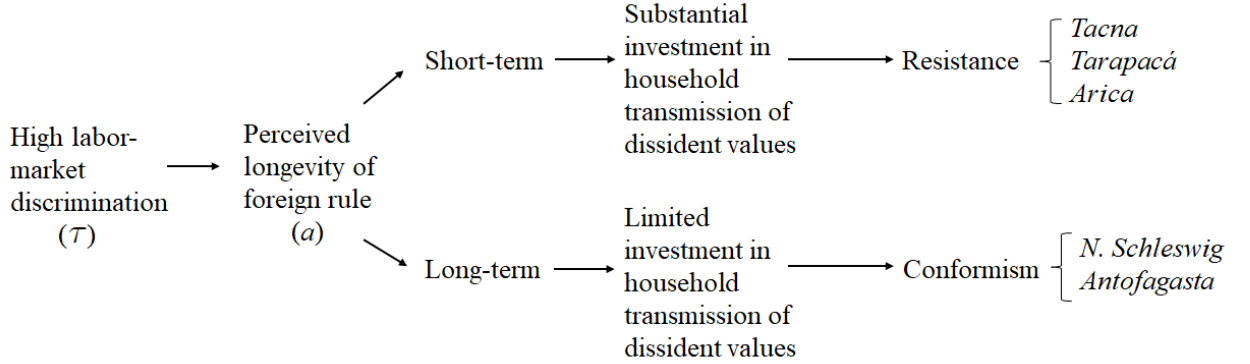 High labor-
market
discrimination
(τ)
Perceived
longevity of
foreign rule
(a)
Short-term
Substantial
investment in
household
transmission of
dissident values
Resistance
Tacna
Tarapacá
Arica
Long-term
Limited
investment in
household
transmission of
dissident values
Conformism
N. Schleswig
Antofagasta